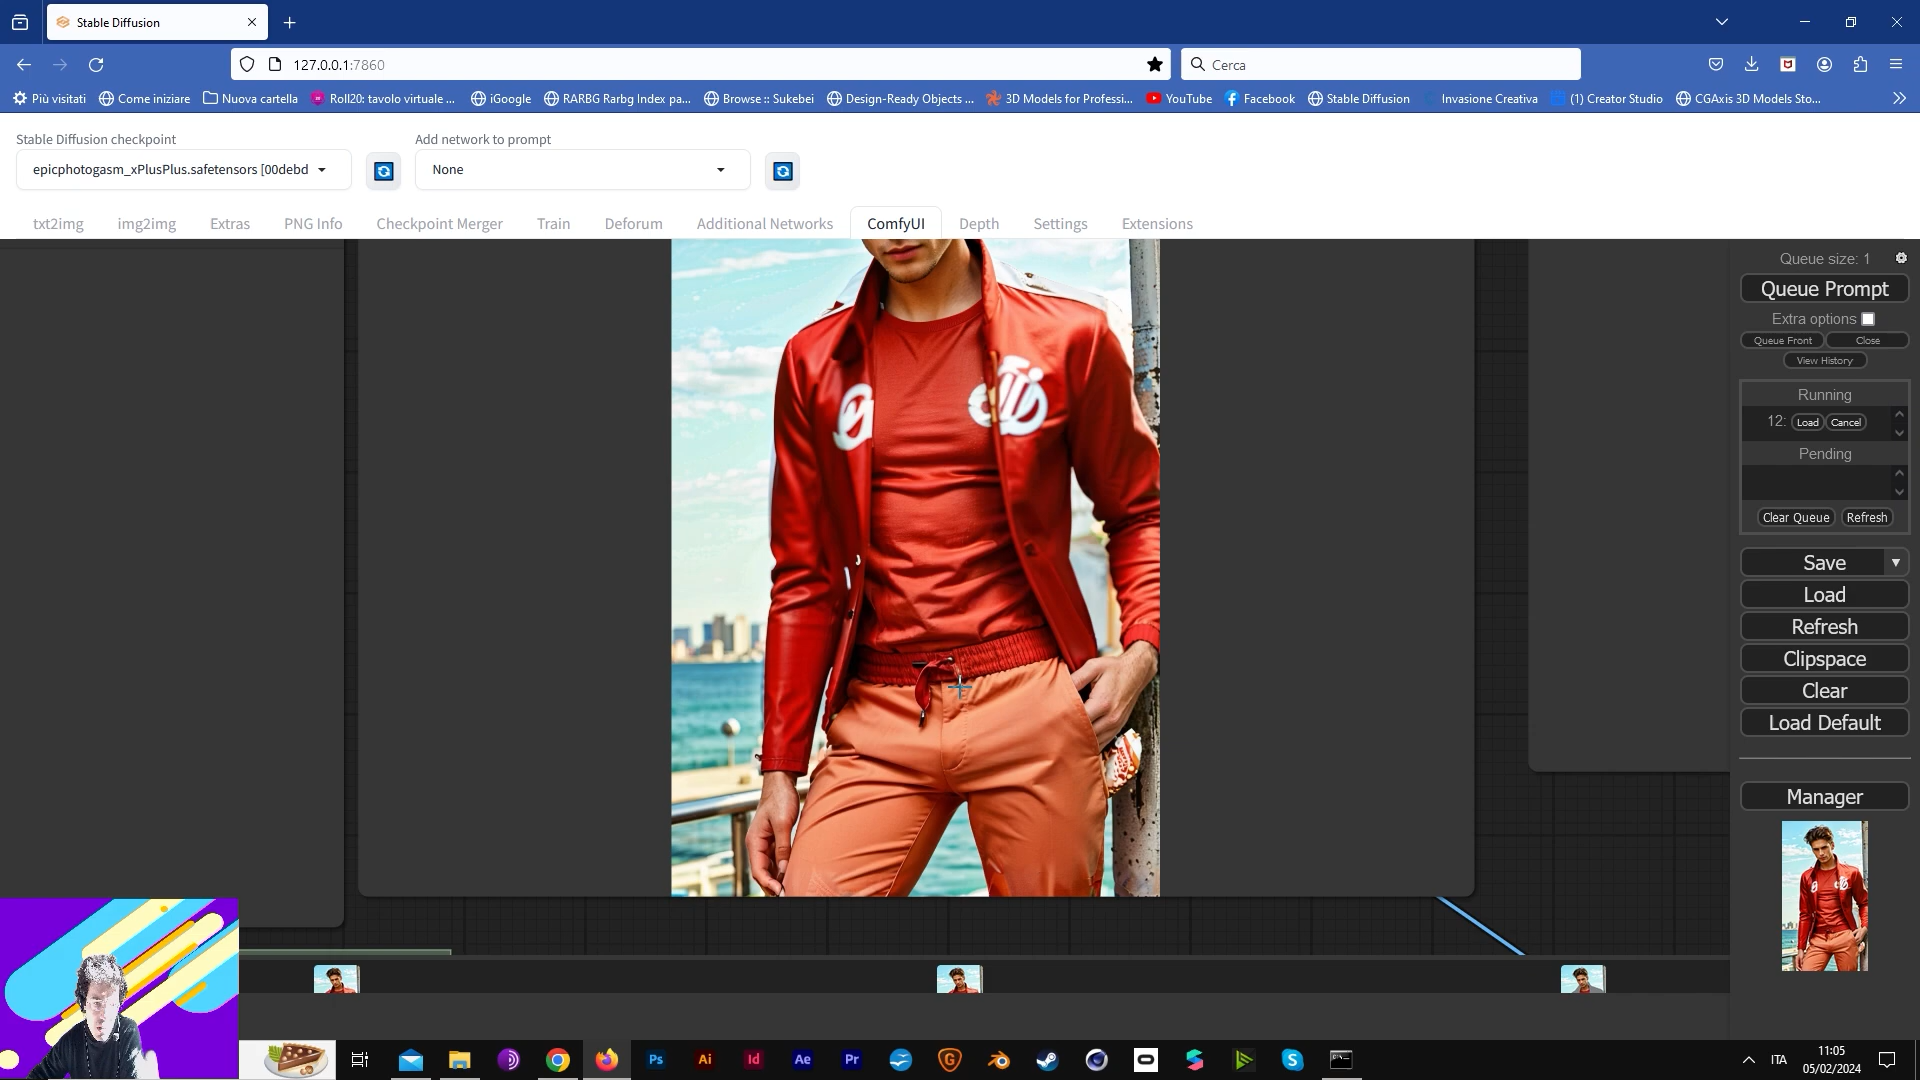 Stable Diffusion
127.0.0.1:7860
Cerca
Più visitati
Come iniziare
Nuova cartella
Roll20: tavolo virtuale ...
iGoogle
RARBG Rarbg Index pa...
Browse :: Sukebei
Design-Ready Objects ...
3D Models for Professi...
YouTube
Facebook
Stable Diffusion
Invasione Creativa
(1) Creator Studio
CGAxis 3D Models Sto...
Stable Diffusion checkpoint
Add network to prompt
epicphotogasm_xPlusPlus.safetensors [00debd
None
txt2img
img2img
Extras
PNG Info
Checkpoint Merger
Train
Deforum
Additional Networks
ComfyUI
Depth
Settings
Extensions
Queue size: 1
Queue Prompt
Extra options
Queue Front
Close
View History
Running
12:
Load
Cancel
Pending
Clear Queue
Refresh
Save
Load
Refresh
Clipspace
Clear
Load Default
Manager
Ps
Ai
Id
Ae
Pr
ITA
11:05
05/02/2024